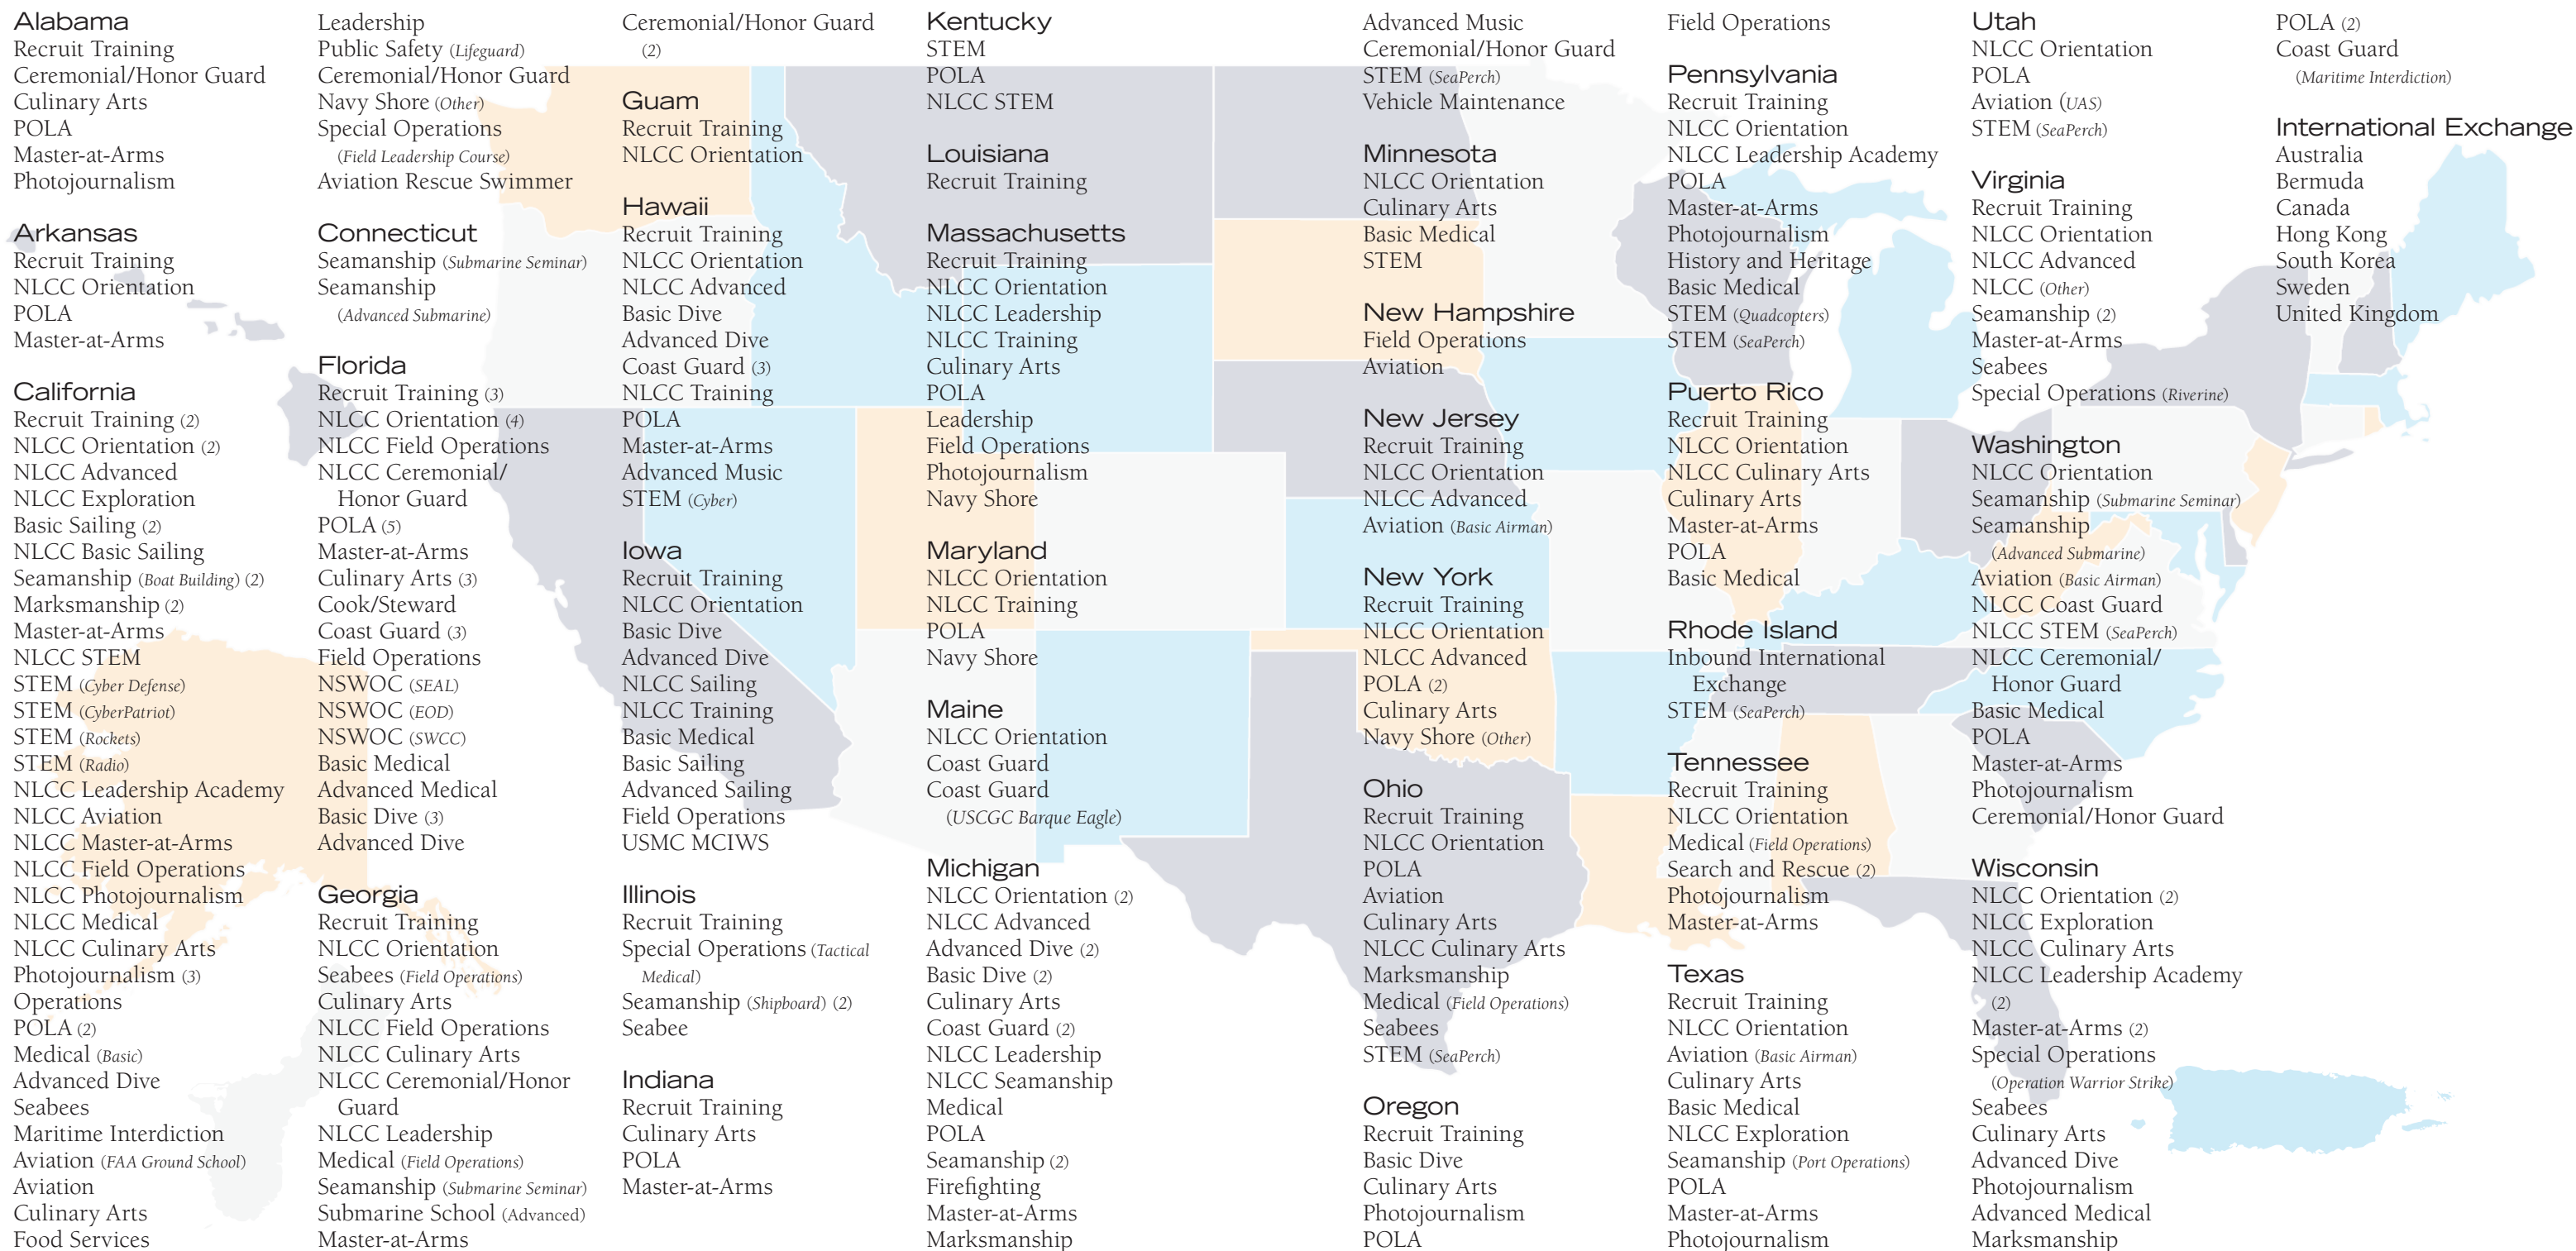 Alabama
Recruit Training
Ceremonial/Honor Guard
Culinary Arts
POLA
Master-at-Arms
Photojournalism
Arkansas
Recruit Training
NLCC Orientation
POLA
Master-at-Arms
California
Recruit Training (2)
NLCC Orientation (2)
NLCC Advanced
NLCC Exploration
Basic Sailing (2)
NLCC Basic Sailing
Seamanship (Boat Building) (2)
Marksmanship (2)
Master-at-Arms
NLCC STEM
STEM (Cyber Defense)
STEM (CyberPatriot)
STEM (Rockets)
STEM (Radio)
NLCC Leadership Academy
NLCC Aviation
NLCC Master-at-Arms
NLCC Field Operations
NLCC Photojournalism
NLCC Medical
NLCC Culinary Arts
Photojournalism (3)
Operations
POLA (2)
Medical (Basic)
Advanced Dive
Seabees
Maritime Interdiction
Aviation (FAA Ground School)
Aviation
Culinary Arts
Food Services
Leadership
Public Safety (Lifeguard)
Ceremonial/Honor Guard
Navy Shore (Other)
Special Operations
(Field Leadership Course)
Aviation Rescue Swimmer
Connecticut
Seamanship (Submarine Seminar)
Seamanship
(Advanced Submarine)
Florida
Recruit Training (3)
NLCC Orientation (4)
NLCC Field Operations
NLCC Ceremonial/
Honor Guard
POLA (5)
Master-at-Arms
Culinary Arts (3)
Cook/Steward
Coast Guard (3)
Field Operations
NSWOC (SEAL)
NSWOC (EOD)
NSWOC (SWCC)
Basic Medical
Advanced Medical
Basic Dive (3)
Advanced Dive
Georgia
Recruit Training
NLCC Orientation
Seabees (Field Operations)
Culinary Arts
NLCC Field Operations
NLCC Culinary Arts
NLCC Ceremonial/Honor
Guard
NLCC Leadership
Medical (Field Operations)
Seamanship (Submarine Seminar)
Submarine School (Advanced)
Master-at-Arms
Ceremonial/Honor Guard
(2)
Guam
Recruit Training
NLCC Orientation
Hawaii
Recruit Training
NLCC Orientation
NLCC Advanced
Basic Dive
Advanced Dive
Coast Guard (3)
NLCC Training
POLA
Master-at-Arms
Advanced Music
STEM (Cyber)
Iowa
Recruit Training
NLCC Orientation
Basic Dive
Advanced Dive
NLCC Sailing
NLCC Training
Basic Medical
Basic Sailing
Advanced Sailing
Field Operations
USMC MCIWS
Illinois
Recruit Training
Special Operations (Tactical
Medical)
Seamanship (Shipboard) (2)
Seabee
Indiana
Recruit Training
Culinary Arts
POLA
Master-at-Arms
Kentucky
STEM
POLA
NLCC STEM
Louisiana
Recruit Training
Massachusetts
Recruit Training
NLCC Orientation
NLCC Leadership
NLCC Training
Culinary Arts
POLA
Leadership
Field Operations
Photojournalism
Navy Shore
Maryland
NLCC Orientation
NLCC Training
POLA
Navy Shore
Maine
NLCC Orientation
Coast Guard
Coast Guard
(USCGC Barque Eagle)
Michigan
NLCC Orientation (2)
NLCC Advanced
Advanced Dive (2)
Basic Dive (2)
Culinary Arts
Coast Guard (2)
NLCC Leadership
NLCC Seamanship
Medical
POLA
Seamanship (2)
Firefighting
Master-at-Arms
Marksmanship
Advanced Music
Ceremonial/Honor Guard
STEM (SeaPerch)
Vehicle Maintenance
Minnesota
NLCC Orientation
Culinary Arts
Basic Medical
STEM
New Hampshire
Field Operations
Aviation
New Jersey
Recruit Training
NLCC Orientation
NLCC Advanced
Aviation (Basic Airman)
New York
Recruit Training
NLCC Orientation
NLCC Advanced
POLA (2)
Culinary Arts
Navy Shore (Other)
Ohio
Recruit Training
NLCC Orientation
POLA
Aviation
Culinary Arts
NLCC Culinary Arts
Marksmanship
Medical (Field Operations)
Seabees
STEM (SeaPerch)
Oregon
Recruit Training
Basic Dive
Culinary Arts
Photojournalism
POLA
Field Operations
Pennsylvania
Recruit Training
NLCC Orientation
NLCC Leadership Academy
POLA
Master-at-Arms
Photojournalism
History and Heritage
Basic Medical
STEM (Quadcopters)
STEM (SeaPerch)
Puerto Rico
Recruit Training
NLCC Orientation
NLCC Culinary Arts
Culinary Arts
Master-at-Arms
POLA
Basic Medical
Rhode Island
Inbound International
Exchange
STEM (SeaPerch)
Tennessee
Recruit Training
NLCC Orientation
Medical (Field Operations)
Search and Rescue (2)
Photojournalism
Master-at-Arms
Texas
Recruit Training
NLCC Orientation
Aviation (Basic Airman)
Culinary Arts
Basic Medical
NLCC Exploration
Seamanship (Port Operations)
POLA
Master-at-Arms
Photojournalism
Utah
NLCC Orientation
POLA
Aviation (UAS)
STEM (SeaPerch)
Virginia
Recruit Training
NLCC Orientation
NLCC Advanced
NLCC (Other)
Seamanship (2)
Master-at-Arms
Seabees
Special Operations (Riverine)
Washington
NLCC Orientation
Seamanship (Submarine Seminar)
Seamanship
(Advanced Submarine)
Aviation (Basic Airman)
NLCC Coast Guard
NLCC STEM (SeaPerch)
NLCC Ceremonial/
Honor Guard
Basic Medical
POLA
Master-at-Arms
Photojournalism
Ceremonial/Honor Guard
Wisconsin
NLCC Orientation (2)
NLCC Exploration
NLCC Culinary Arts
NLCC Leadership Academy
(2)
Master-at-Arms (2)
Special Operations
(Operation Warrior Strike)
Seabees
Culinary Arts
Advanced Dive
Photojournalism
Advanced Medical
Marksmanship
POLA (2)
Coast Guard
(Maritime Interdiction)
International Exchange
Australia
Bermuda
Canada
Hong Kong
South Korea
Sweden
United Kingdom